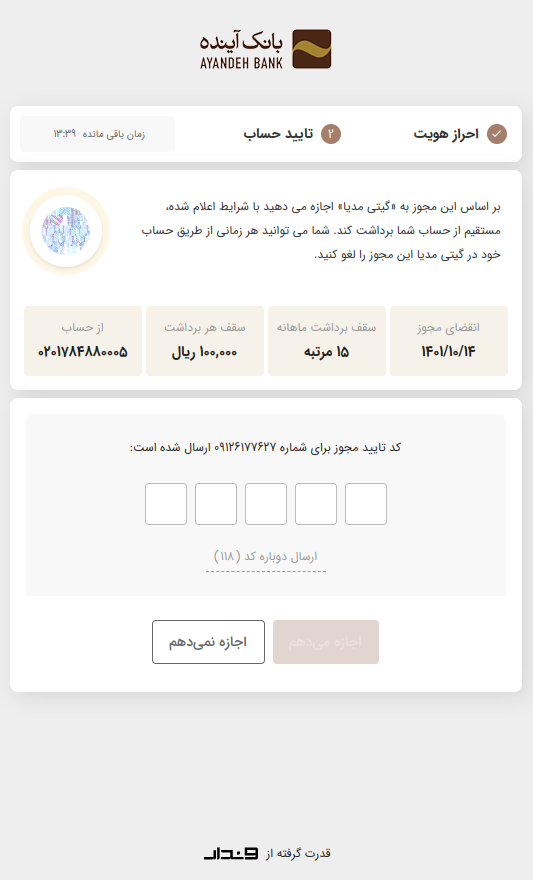 بانک آینده
AYANDEH BANK
احراز هویت
۲ تایید حساب
زمان باقی مانده ۱۳:۳۹
بر اساس این مجوز به «گیتی مدیا» اجازه می دهید با شرایط اعلام شده،
مستقیم از حساب شما برداشت کند. شما می توانید هر زمانی از طریق حساب
خود در گیتی مدیا این مجوز را لغو کنید.
انقضای مجوز
۱۴۰۱/۱۰/۱۴
سقف برداشت ماهانه
۱۵ مرتبه
سقف هر برداشت
۱۰۰,۰۰۰ ریال
از حساب
۰۲۰۱۷۸۴۸۸۰۰۰۵
کد تایید مجوز برای شماره ۰۹۱۲۶۱۷۷۶۲۷ ارسال شده است:
ارسال دوباره کد (۱۱۸)
اجازه می‌دهم
اجازه نمی‌دهم
قدرت گرفته از وندار